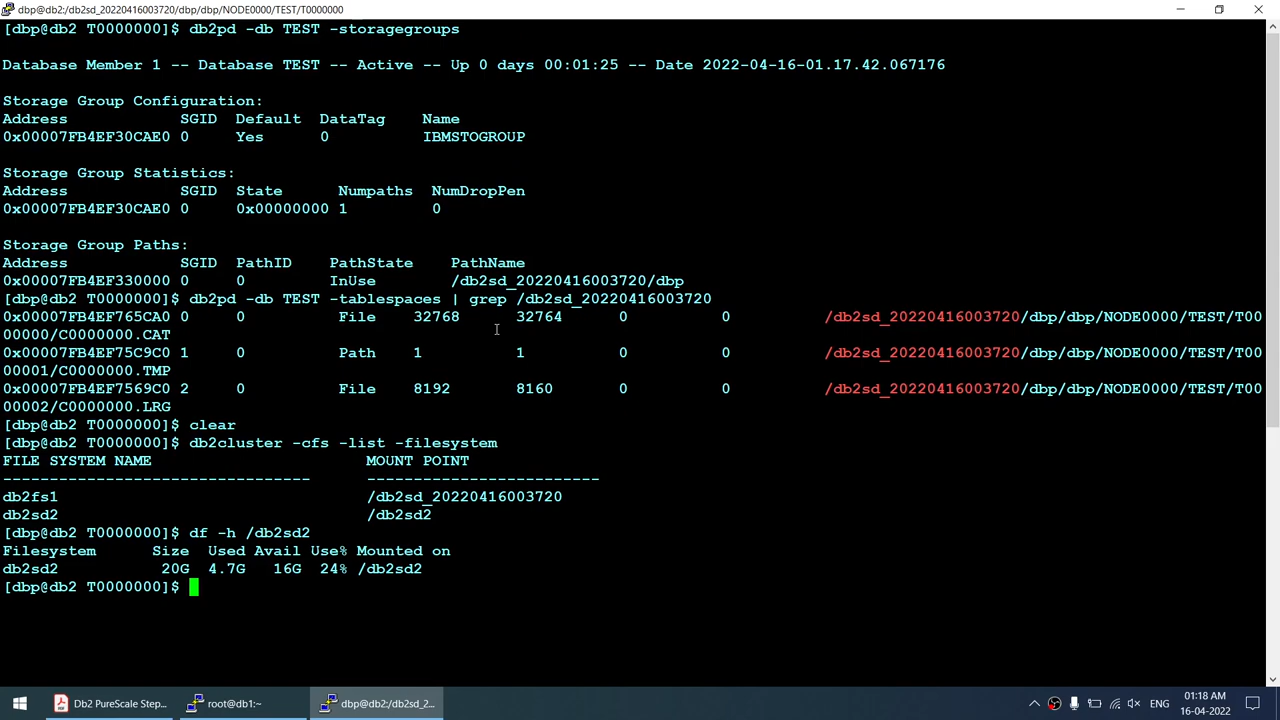 dbp@db2:/db2sd_20220416003720/dbp/dbp/NODE0000/TEST/T0000000
[dbp@db2 T0000000]$ db2pd -db TEST -storagegroups
Database Member 1 -- Database TEST -- Active -- Up 0 days 00:01:25 -- Date 2022-04-16-01.17.42.067176
Storage Group Configuration:
Address            SGID  Default  DataTag    Name
0x00007FB4EF30CAE0 0     Yes      0          IBMSTOGROUP
Storage Group Statistics:
Address            SGID  State      Numpaths  NumDropPen
0x00007FB4EF30CAE0 0     0x00000000 1         0
Storage Group Paths:
Address            SGID  PathID    PathState    PathName
0x00007FB4EF330000 0     0         InUse        /db2sd_20220416003720/dbp
[dbp@db2 T0000000]$ db2pd -db TEST -tablespaces | grep /db2sd_20220416003720
0x00007FB4EF765CA0 0     0          File    32768      32764      0          0          /db2sd_20220416003720/dbp/dbp/NODE0000/TEST/T00
00000/C0000000.CAT
0x00007FB4EF75C9C0 1     0          Path    1          1          0          0          /db2sd_20220416003720/dbp/dbp/NODE0000/TEST/T00
00001/C0000000.TMP
0x00007FB4EF7569C0 2     0          File    8192       8160       0          0          /db2sd_20220416003720/dbp/dbp/NODE0000/TEST/T00
00002/C0000000.LRG
[dbp@db2 T0000000]$ clear
[dbp@db2 T0000000]$ db2cluster -cfs -list -filesystem
FILE SYSTEM NAME                       MOUNT POINT
---------------------------------      -------------------------
db2fs1                                 /db2sd_20220416003720
db2sd2                                 /db2sd2
[dbp@db2 T0000000]$ df -h /db2sd2
Filesystem      Size  Used Avail Use% Mounted on
db2sd2           20G  4.7G   16G  24% /db2sd2
[dbp@db2 T0000000]$
Db2 PureScale Step...
root@db1:~
dbp@db2:/db2sd_2...
ENG
01:18 AM
16-04-2022